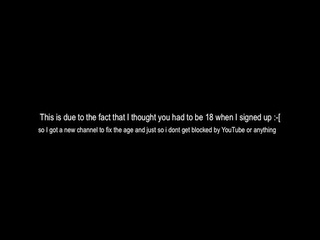 This is due to the fact that I thought you had to be 18 when I signed up :-[
so I got a new channel to fix the age and just so i dont get blocked by YouTube or anything